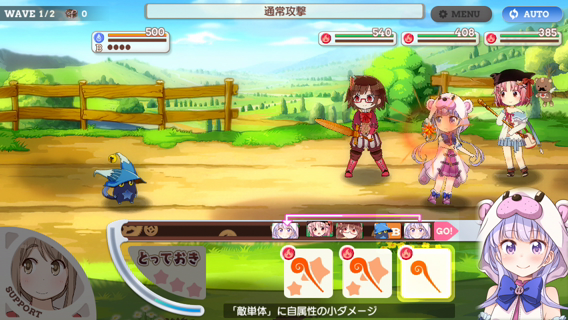 WAVE 1/2 0
通常攻撃
MENU
AUTO
500
B
540
408
385
B
GO!
とっておき
SUPPORT
「敵単体」に自属性の小ダメージ